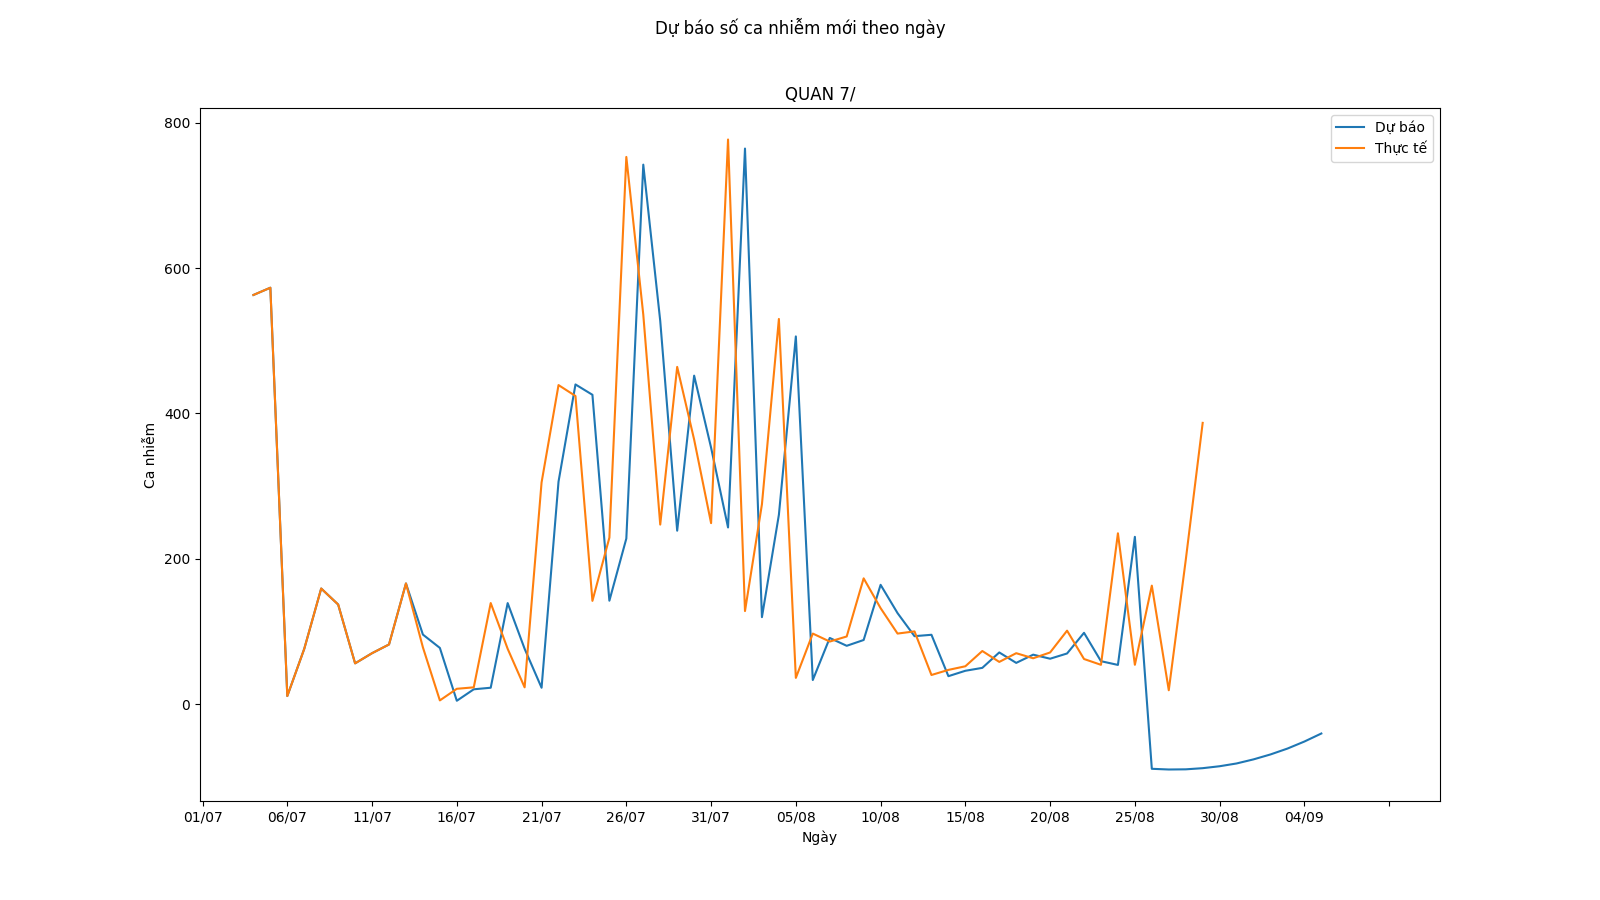 Dự báo số ca nhiễm mới theo ngày
QUAN 7/
Dự báo
Thực tế
800
600
400
200
0
Ca nhiễm
01/07 06/07 11/07 16/07 21/07 26/07 31/07 05/08 10/08 15/08 20/08 25/08 30/08 04/09
Ngày